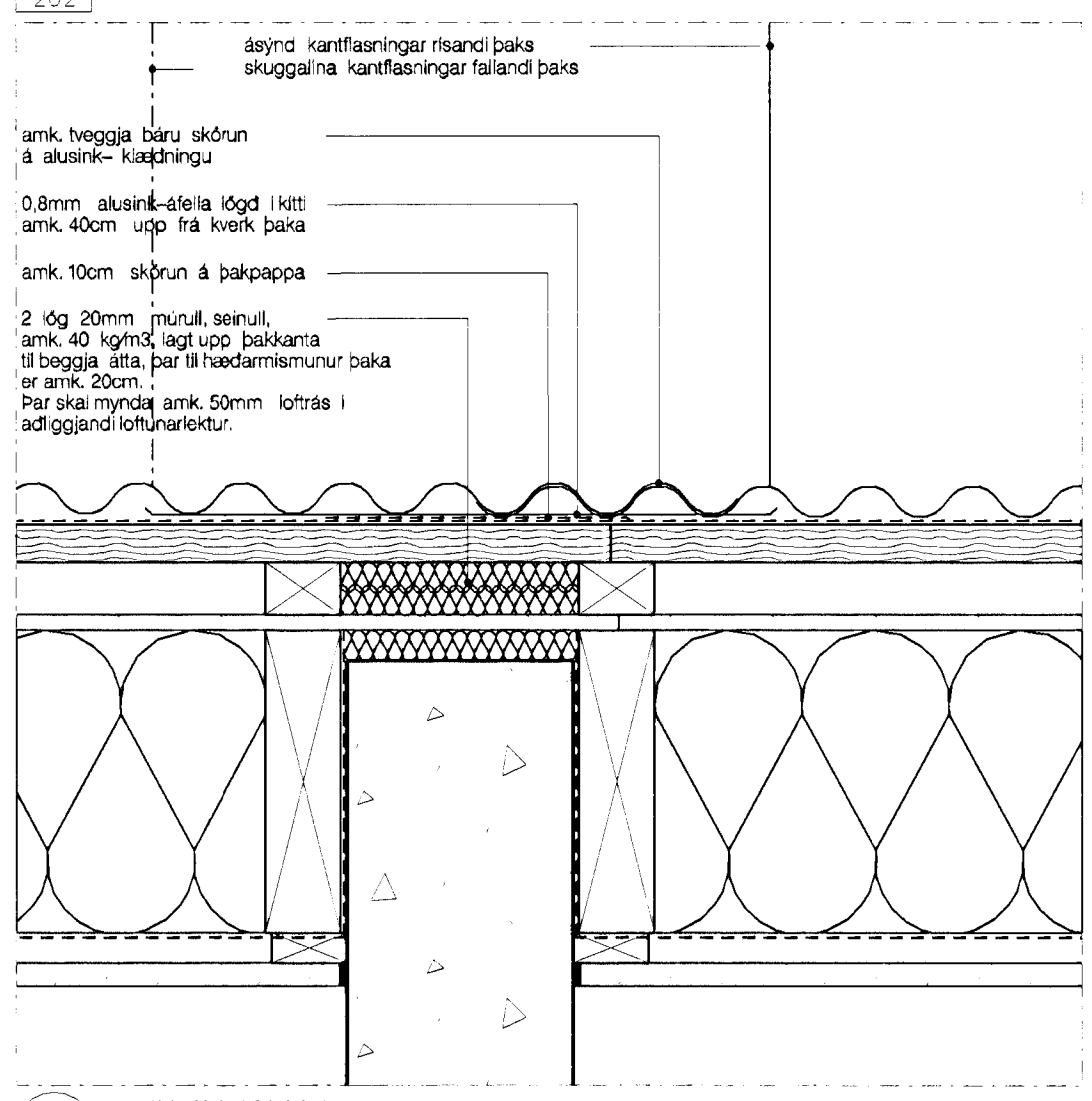 202
ásýnd kantflasningar rísandi þaks
skuggalína kantflasningar fallandi þaks
amk. tveggja báru skörun
á alusink- klæðningu
0,8mm alusink-áfella lögð í kítti
amk. 40cm upp frá kverk þaka
amk. 10cm skörun á þakpappa
2 lög 20mm múrull, seinull,
amk. 40 kg/m3, lagt upp þakkanta
til beggja átta, þar til hæðarmismunur þaka
er amk. 20cm.
Þar skal mynda amk. 50mm loftrás í
aðliggjandi loftunarlektur.